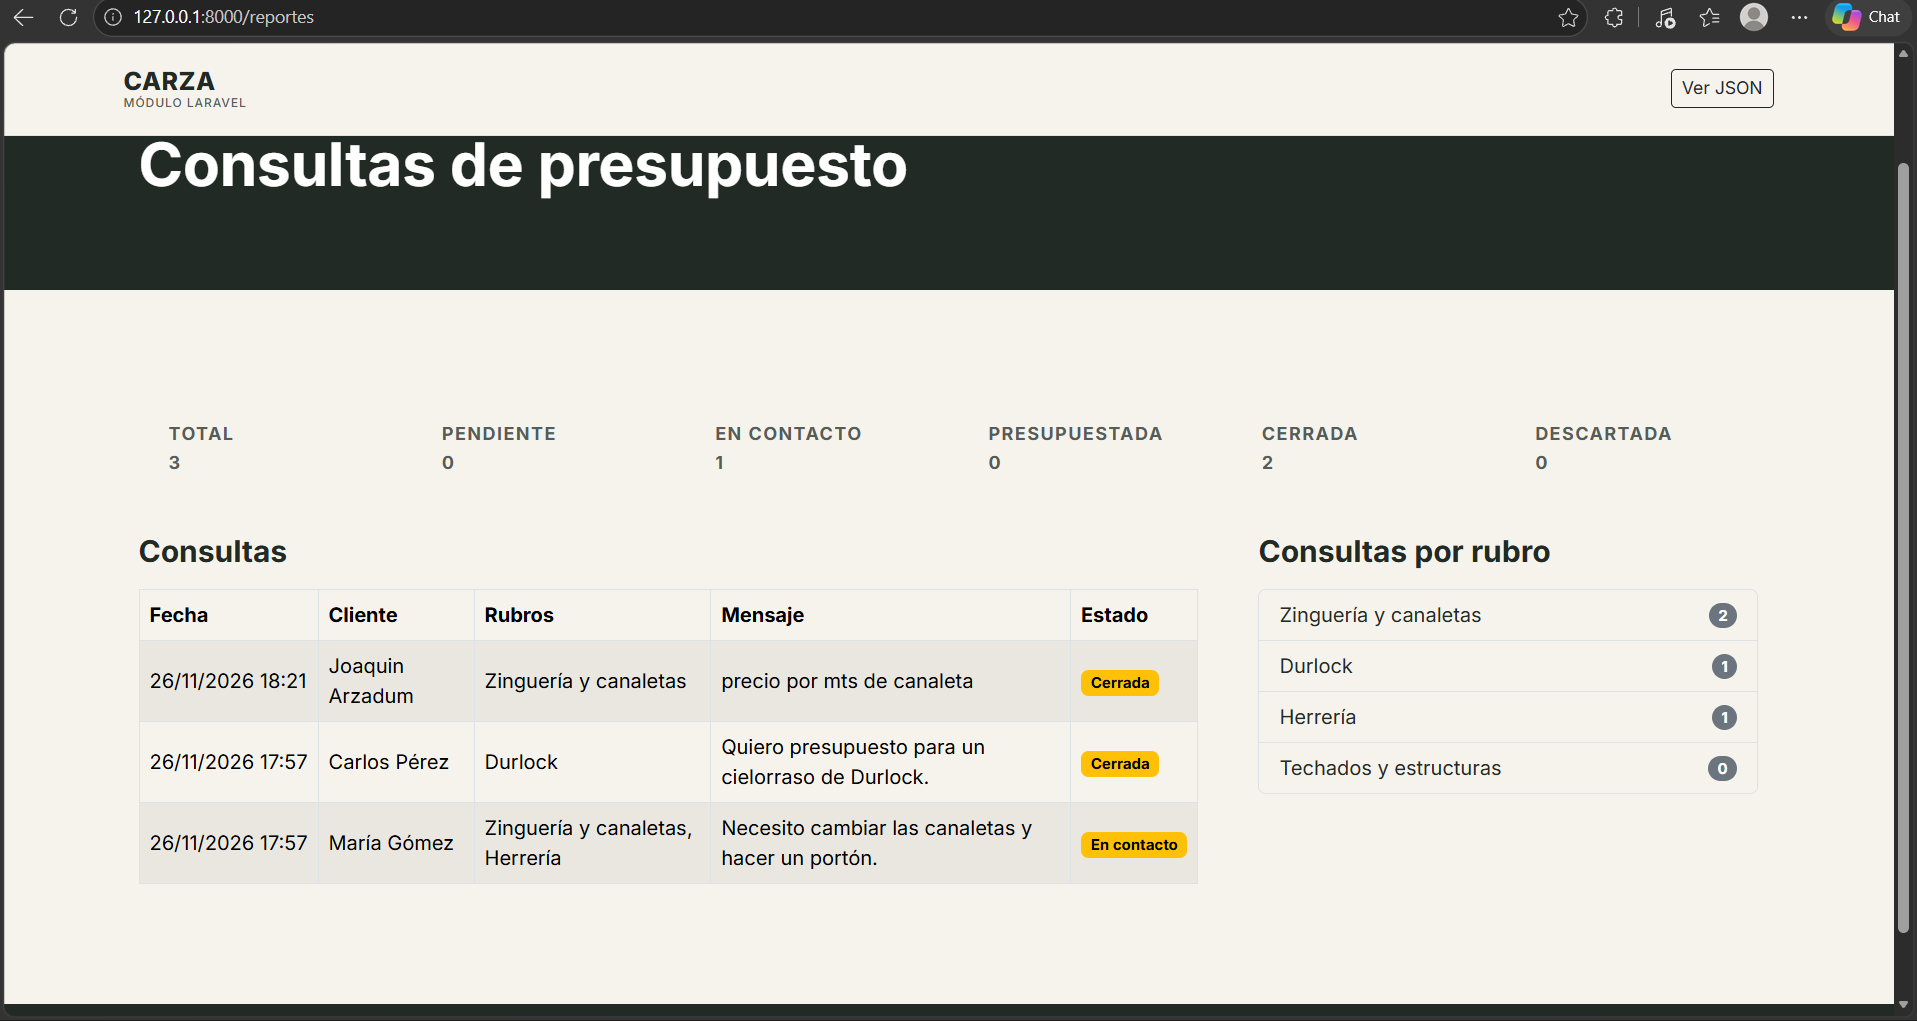 127.0.0.1:8000/reportes
Chat
CARZA
MÓDULO LARAVEL
Ver JSON
Consultas de presupuesto
TOTAL
3
PENDIENTE
0
EN CONTACTO
1
PRESUPUESTADA
0
CERRADA
2
DESCARTADA
0
Consultas
Fecha Cliente Rubros Mensaje Estado
26/11/2026 18:21 Joaquin Arzadum Zinguería y canaletas precio por mts de canaleta Cerrada
26/11/2026 17:57 Carlos Pérez Durlock Quiero presupuesto para un cielorraso de Durlock. Cerrada
26/11/2026 17:57 María Gómez Zinguería y canaletas, Herrería Necesito cambiar las canaletas y hacer un portón. En contacto
Consultas por rubro
Zinguería y canaletas 2
Durlock 1
Herrería 1
Techados y estructuras 0